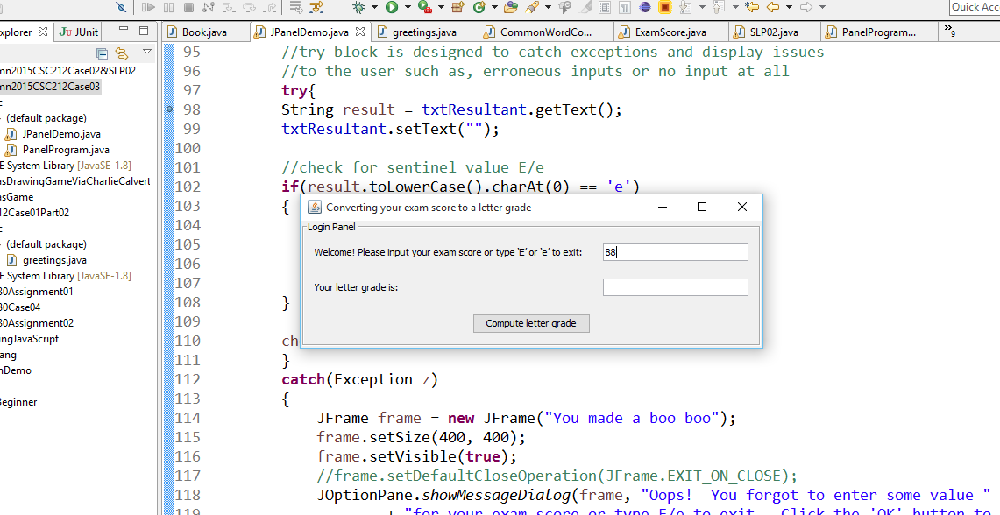 Quick Acc
xplorer JUnit Book.java JPanelDemo.java greetings.java CommonWordCo... ExamScore.java SLP02.java PanelProgram... »9
mn2015CSC212Case02&SLP02
mn2015CSC212Case03
(default package)
JPanelDemo.java
PanelProgram.java
E System Library [JavaSE-1.8]
nsDrawingGameViaCharlieCalvert
nsGame
12Case01Part02
(default package)
greetings.java
E System Library [JavaSE-1.8]
80Assignment01
80Case04
80Assignment02
ingJavaScript
ang
nDemo
Beginner
95 //try block is designed to catch exceptions and display issues
96 //to the user such as, erroneous inputs or no input at all
97 try{
98 String result = txtResultant.getText();
99 txtResultant.setText("");
100
101 //check for sentinel value E/e
102 if(result.toLowerCase().charAt(0) == 'e')
103 {
104
105
106
107
108 }
109
110 ch
111 }
112 catch(Exception z)
113 {
114 JFrame frame = new JFrame("You made a boo boo");
115 frame.setSize(400, 400);
116 frame.setVisible(true);
117 //frame.setDefaultCloseOperation(JFrame.EXIT_ON_CLOSE);
118 JOptionPane.showMessageDialog(frame, "Oops!  You forgot to enter some value "
119 + "for your exam score or type E/e to exit.  Click the 'OK' button to
Converting your exam score to a letter grade
Login Panel
Welcome! Please input your exam score or type 'E' or 'e' to exit: 88
Your letter grade is:
Compute letter grade